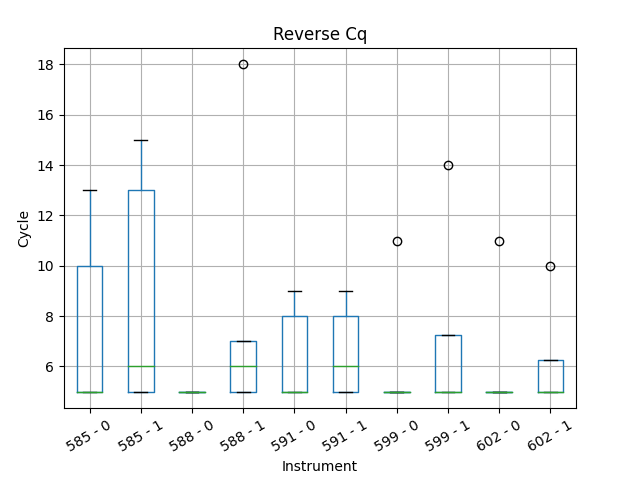 Reverse Cq
18
16
14
12
10
8
6
Cycle
585 - 0
585 - 1
588 - 0
588 - 1
591 - 0
591 - 1
599 - 0
599 - 1
602 - 0
602 - 1
Instrument